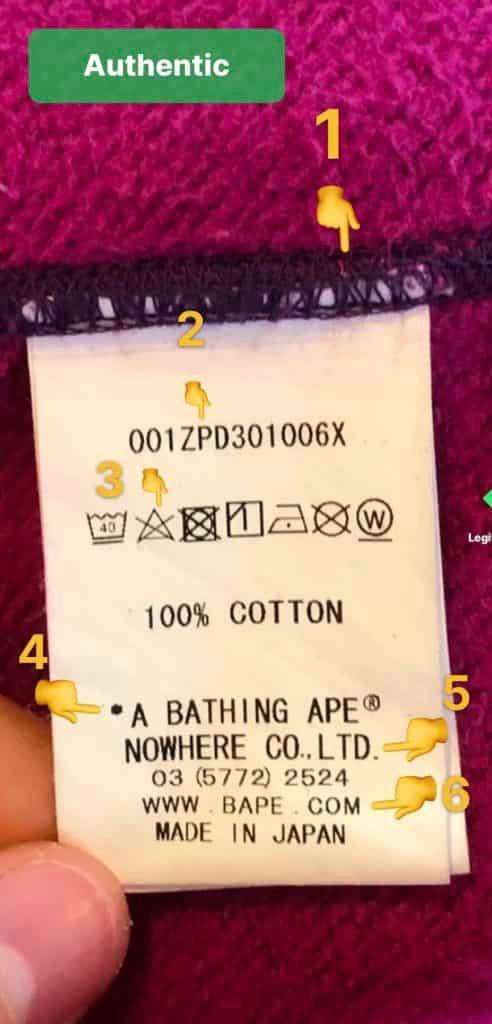 Authentic
1
2
001ZPD301006X
3
40
W
Legi
100% COTTON
4
•A BATHING APE®
5
NOWHERE CO.,LTD.
03 (5772) 2524
6
WWW . BAPE . COM
MADE IN JAPAN